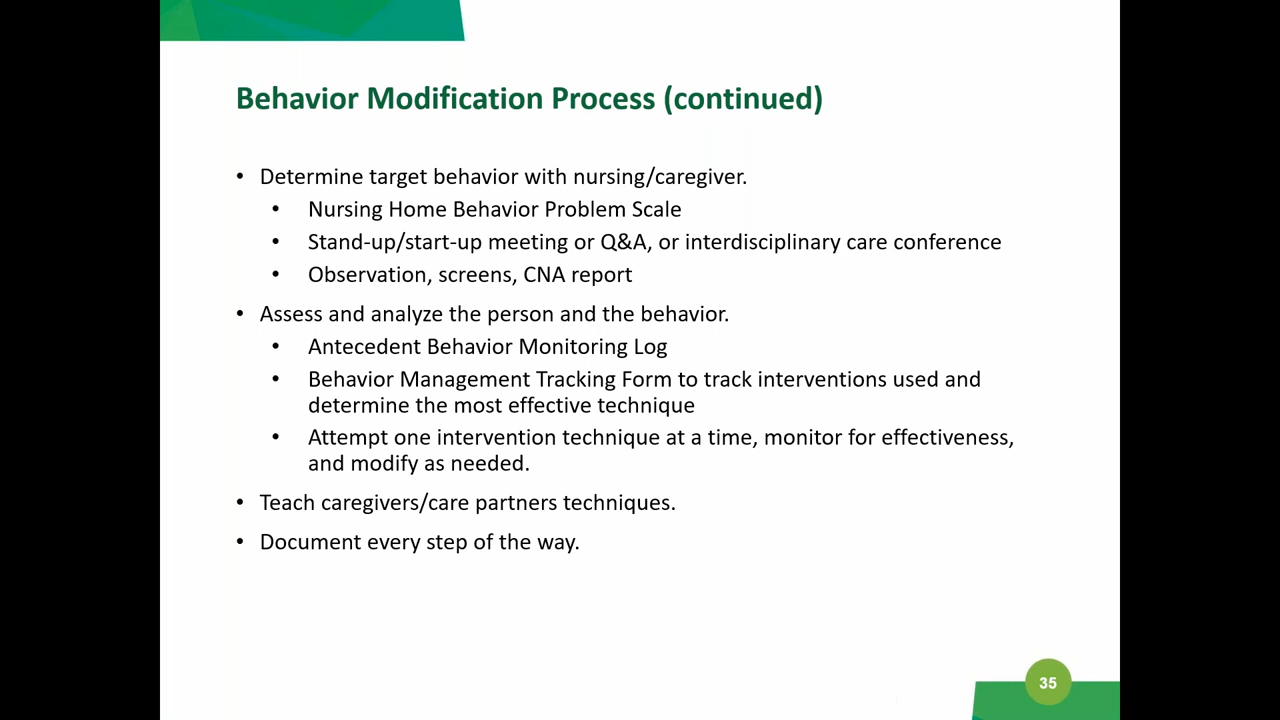 Behavior Modification Process (continued)
• Determine target behavior with nursing/caregiver.
• Nursing Home Behavior Problem Scale
• Stand-up/start-up meeting or Q&A, or interdisciplinary care conference
• Observation, screens, CNA report
• Assess and analyze the person and the behavior.
• Antecedent Behavior Monitoring Log
• Behavior Management Tracking Form to track interventions used and
determine the most effective technique
• Attempt one intervention technique at a time, monitor for effectiveness,
and modify as needed.
• Teach caregivers/care partners techniques.
• Document every step of the way.
35